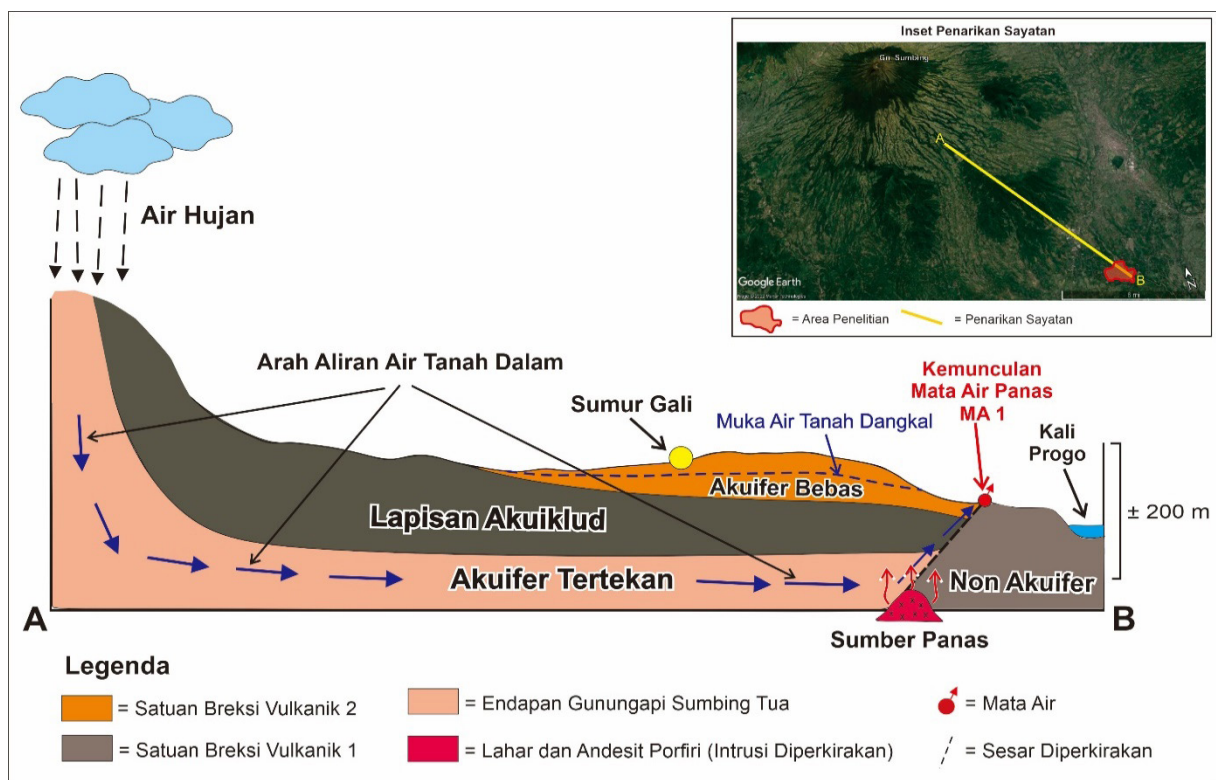 Inset Penarikan Sayatan
Gn. Sumbing
A
B
Google Earth
N
= Area Penelitian
= Penarikan Sayatan
Air Hujan
Arah Aliran Air Tanah Dalam
Sumur Gali
Muka Air Tanah Dangkal
Kemunculan
Mata Air Panas
MA 1
Kali
Progo
Akuifer Bebas
± 200 m
Lapisan Akuiklud
Akuifer Tertekan
Non Akuifer
A
B
Sumber Panas
Legenda
= Satuan Breksi Vulkanik 2
= Endapan Gunungapi Sumbing Tua
= Mata Air
= Satuan Breksi Vulkanik 1
= Lahar dan Andesit Porfiri (Intrusi Diperkirakan)
= Sesar Diperkirakan